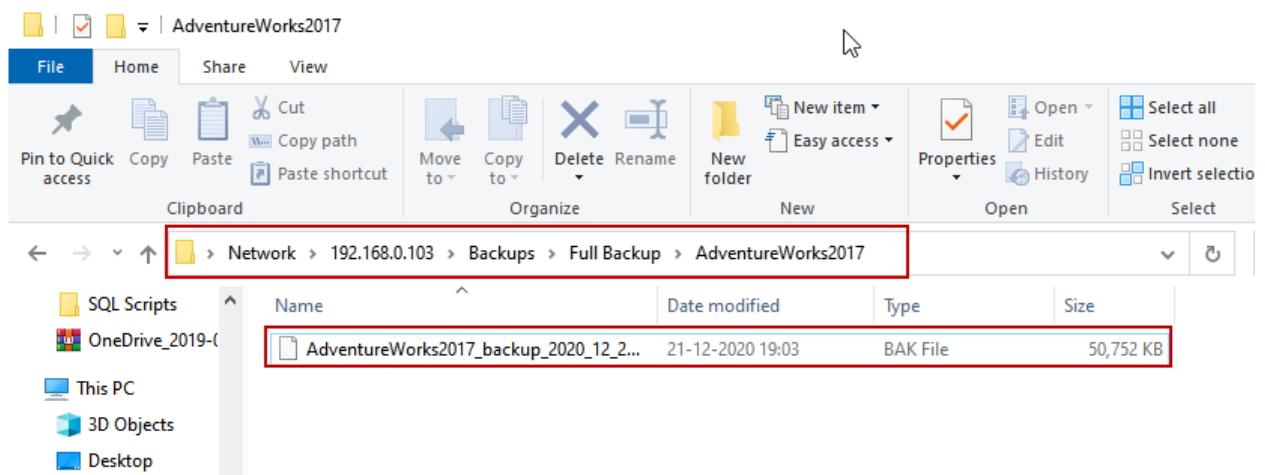 AdventureWorks2017
File Home Share View
Cut New item Open Select all
Copy path Easy access Edit Select none
Pin to Quick access Copy Paste Paste shortcut Move to Copy to Delete Rename New folder Properties History Invert selectio
Clipboard Organize New Open Select
Network > 192.168.0.103 > Backups > Full Backup > AdventureWorks2017
SQL Scripts Name Date modified Type Size
OneDrive_2019-0 AdventureWorks2017_backup_2020_12_2... 21-12-2020 19:03 BAK File 50,752 KB
This PC
3D Objects
Desktop